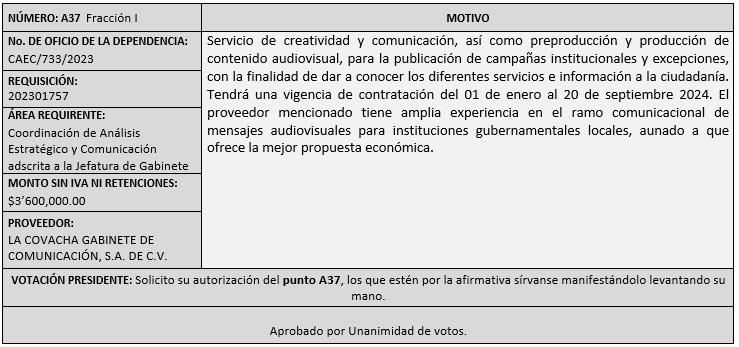 NÚMERO: A37 Fracción I
MOTIVO
No. DE OFICIO DE LA DEPENDENCIA:
CAEC/733/2023
REQUISICIÓN:
202301757
ÁREA REQUIRENTE:
Coordinación de Análisis
Estratégico y Comunicación
adscrita a la Jefatura de Gabinete
MONTO SIN IVA NI RETENCIONES:
$3’600,000.00
PROVEEDOR:
LA COVACHA GABINETE DE
COMUNICACIÓN, S.A. DE C.V.
Servicio de creatividad y comunicación, así como preproducción y producción de
contenido audiovisual, para la publicación de campañas institucionales y excepciones,
con la finalidad de dar a conocer los diferentes servicios e información a la ciudadanía.
Tendrá una vigencia de contratación del 01 de enero al 20 de septiembre 2024. El
proveedor mencionado tiene amplia experiencia en el ramo comunicacional de
mensajes audiovisuales para instituciones gubernamentales locales, aunado a que
ofrece la mejor propuesta económica.
VOTACIÓN PRESIDENTE: Solicito su autorización del punto A37, los que estén por la afirmativa sírvanse manifestándolo levantando su
mano.
Aprobado por Unanimidad de votos.